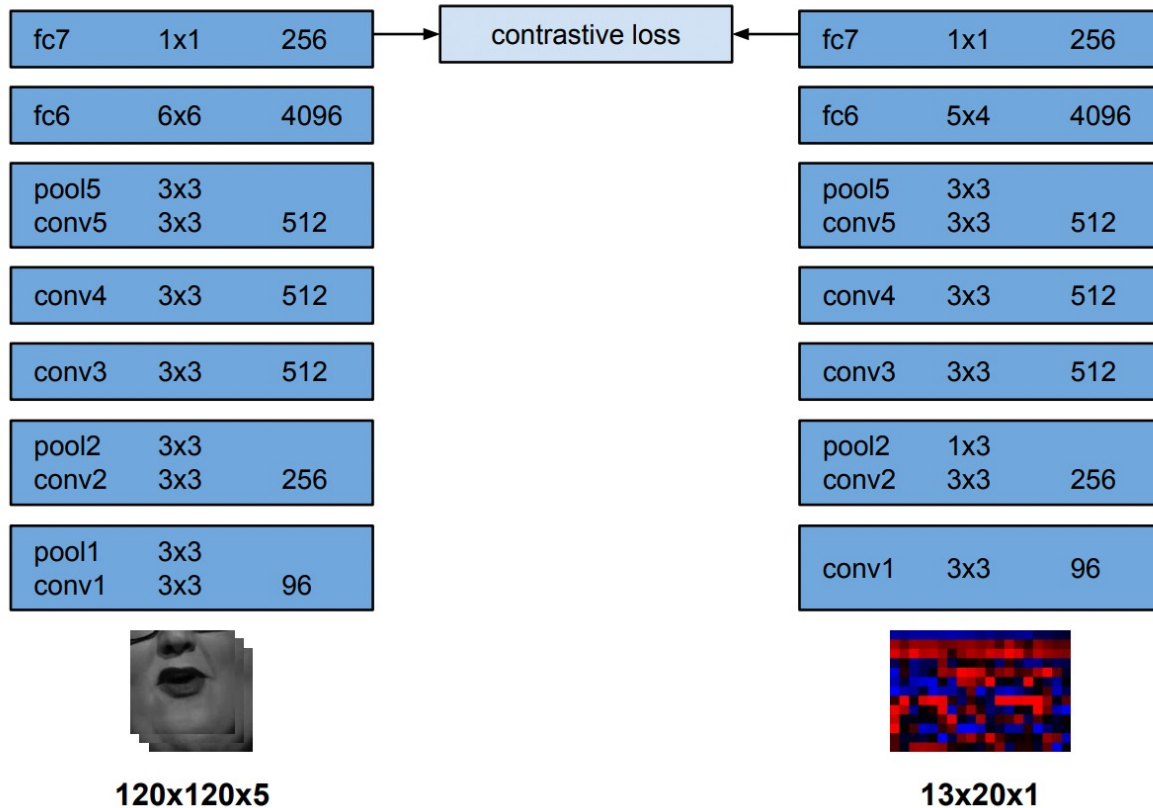 fc7 1x1 256
fc6 6x6 4096
pool5 3x3
conv5 3x3 512
conv4 3x3 512
conv3 3x3 512
pool2 3x3
conv2 3x3 256
pool1 3x3
conv1 3x3 96
120x120x5
contrastive loss
fc7 1x1 256
fc6 5x4 4096
pool5 3x3
conv5 3x3 512
conv4 3x3 512
conv3 3x3 512
pool2 1x3
conv2 3x3 256
conv1 3x3 96
13x20x1